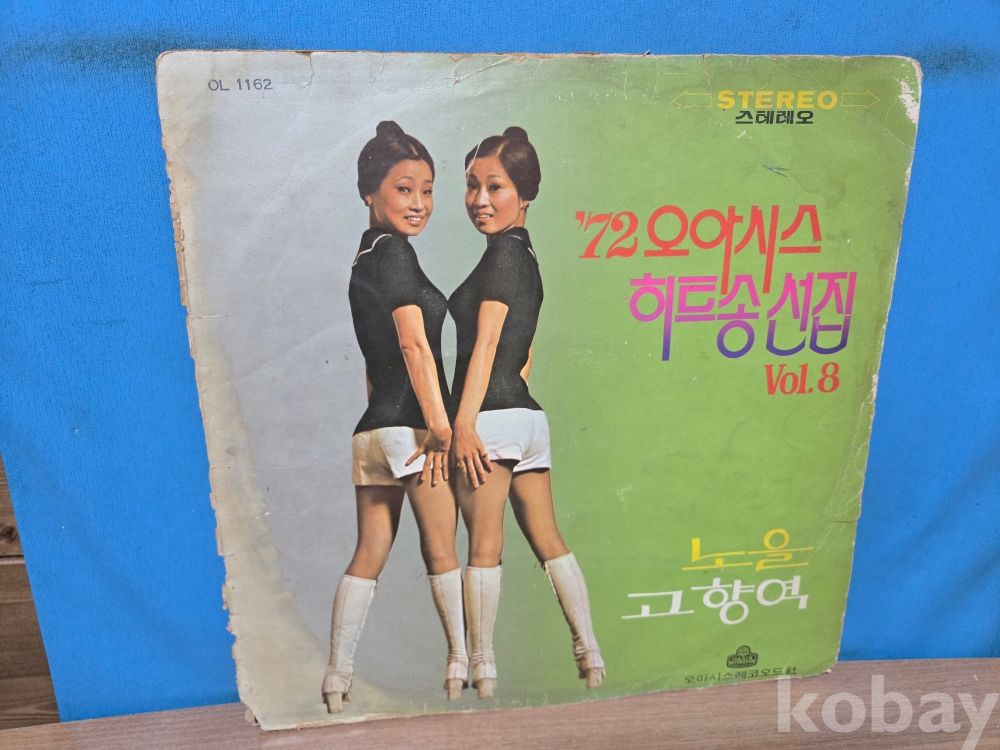 OL 1162
STEREO
스테레오
'72 오아시스
히트송 선집
Vol. 8
노을
고향역
오아시스레코오드社
kobay